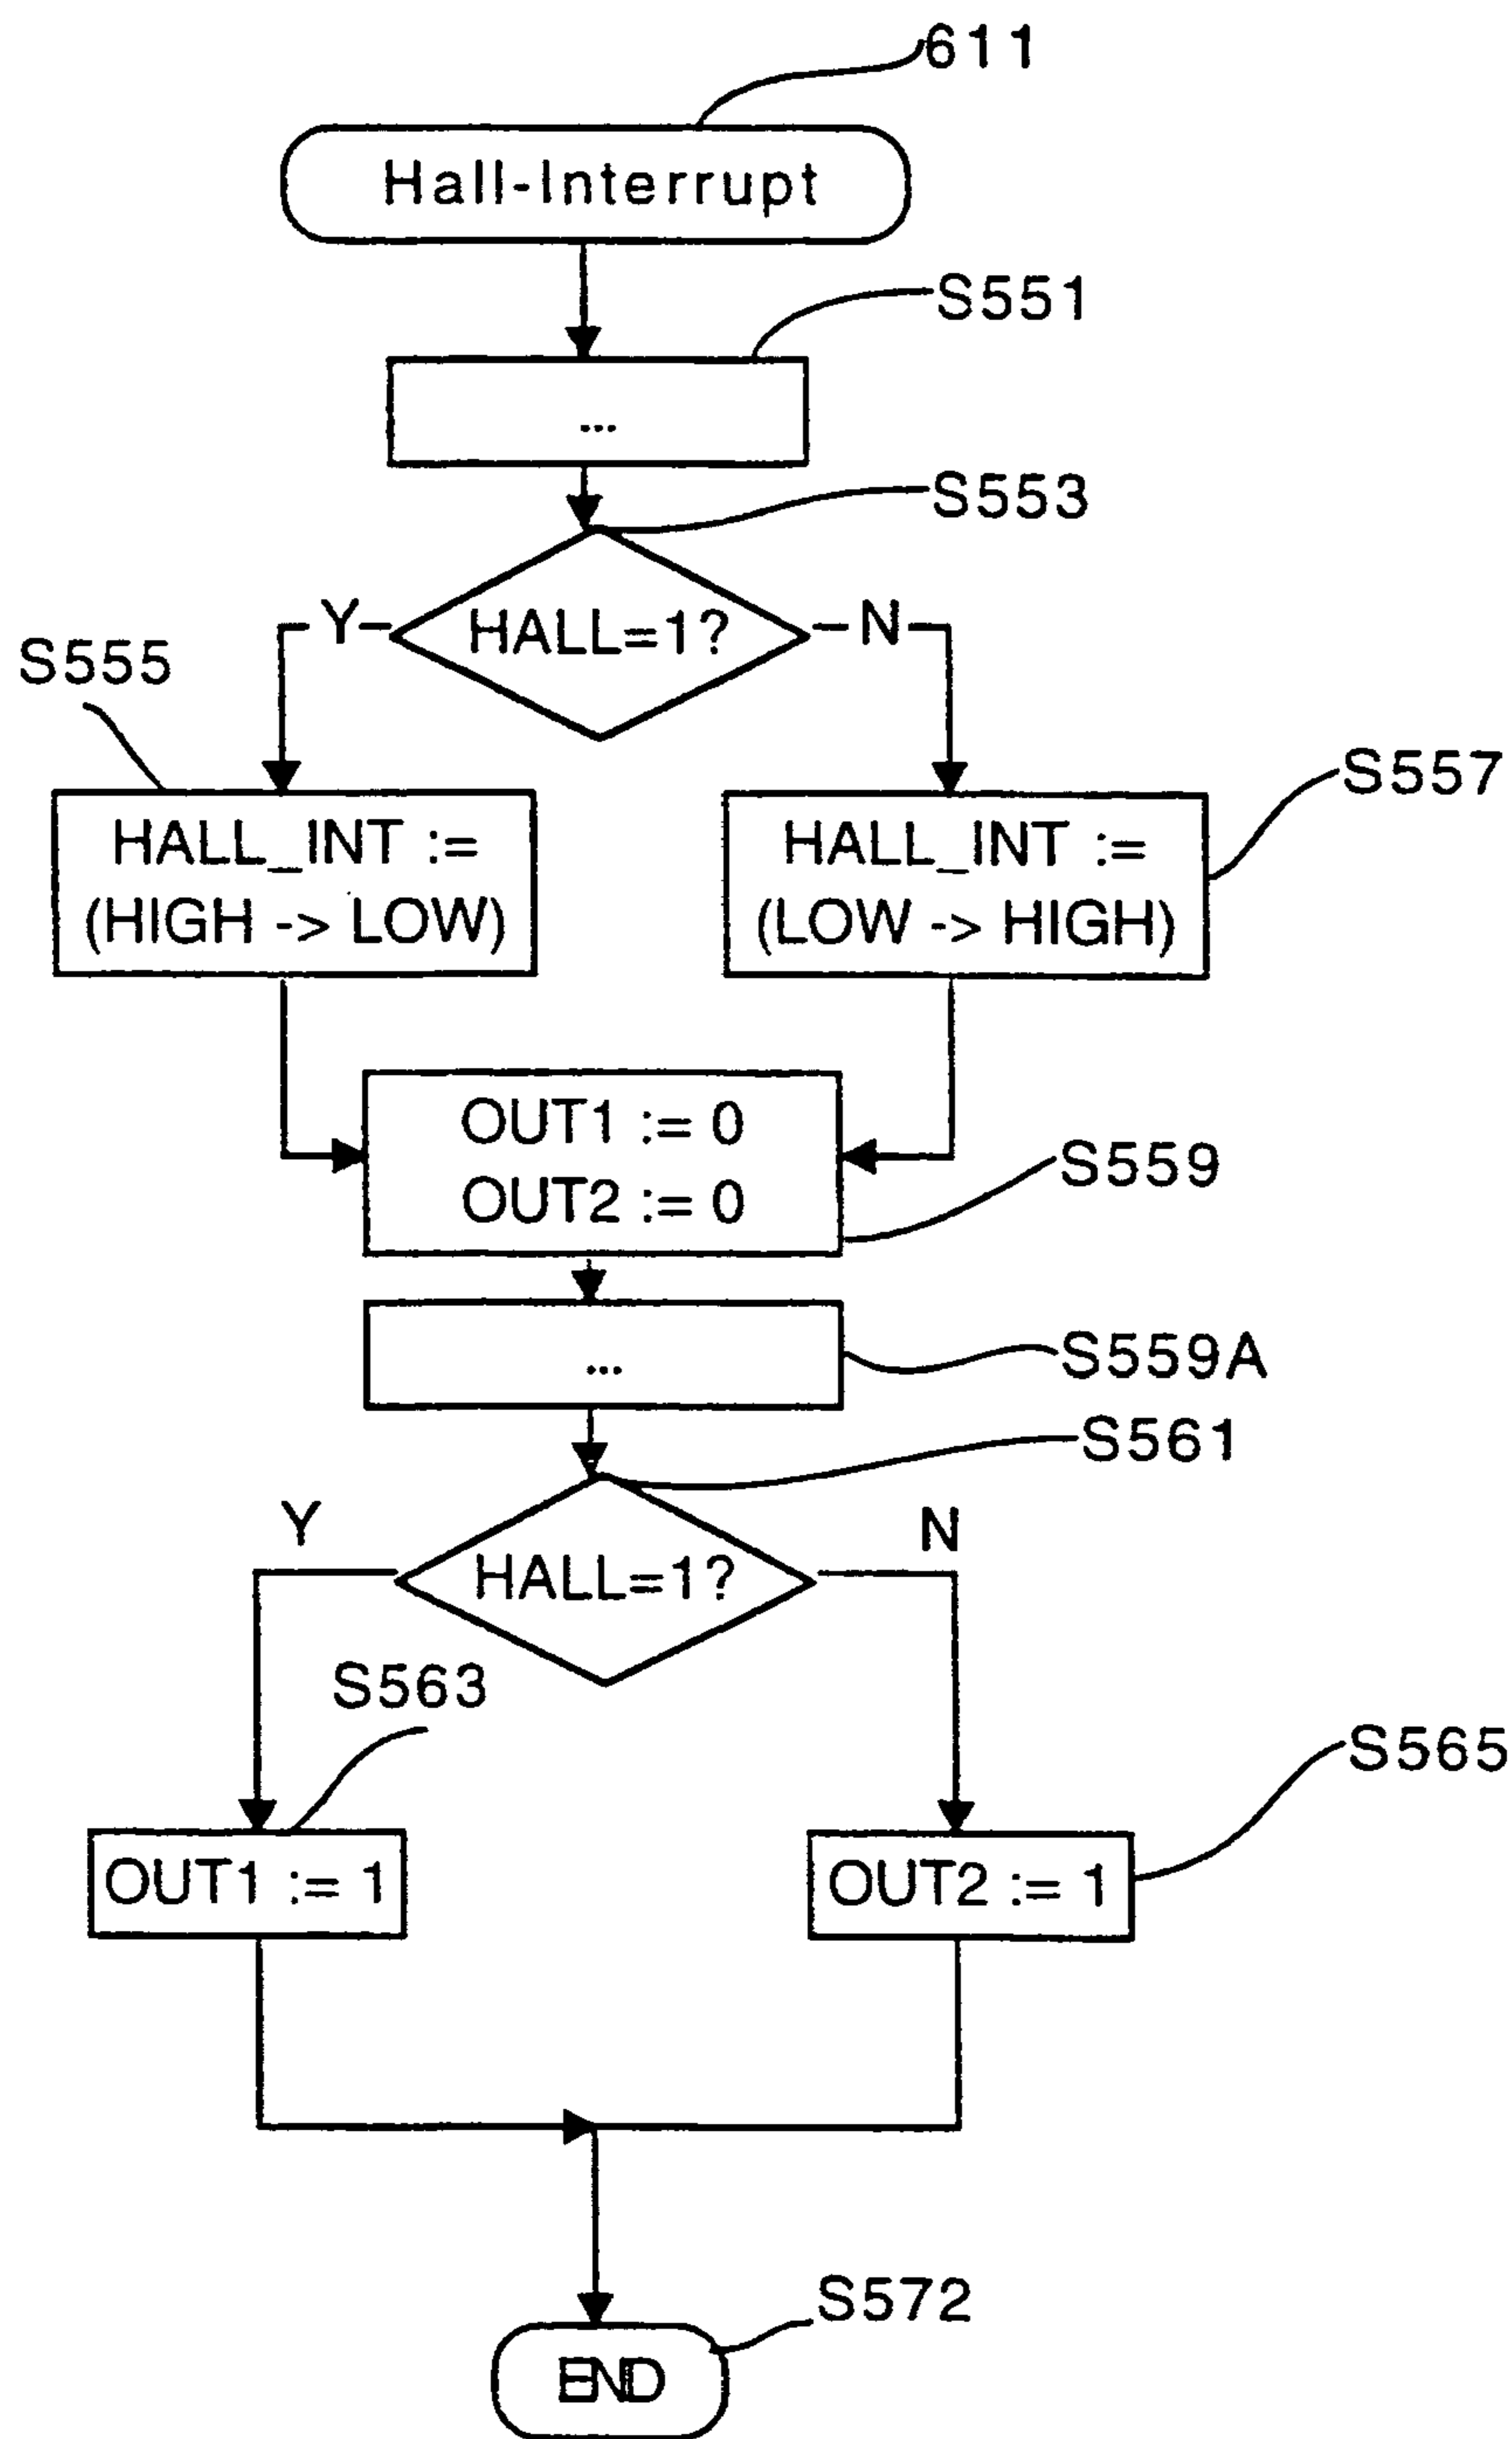 611
Hall-Interrupt
S551
...
S553
HALL=1?
Y
N
S555
S557
HALL_INT :=
(HIGH -> LOW)
HALL_INT :=
(LOW -> HIGH)
OUT1 := 0
OUT2 := 0
S559
...
S559A
S561
Y
N
HALL=1?
S563
S565
OUT1 := 1
OUT2 := 1
S572
END